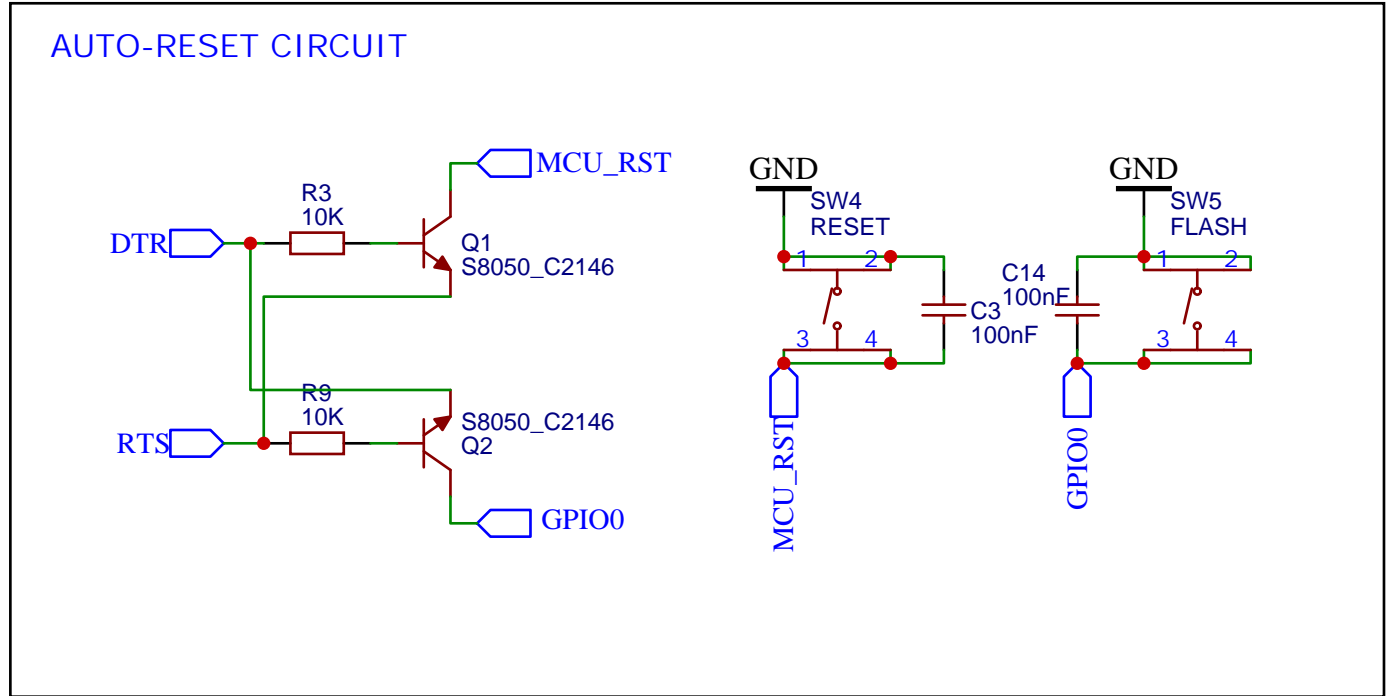 AUTO-RESET CIRCUIT
MCU_RST
R3
10K
DTR
Q1
S8050_C2146
R9
10K
RTS
S8050_C2146
Q2
GPIO0
GND
SW4
RESET
1 2
3 4
C3
100nF
MCU_RST
GND
SW5
FLASH
C14
100nF
1 2
3 4
GPIO0